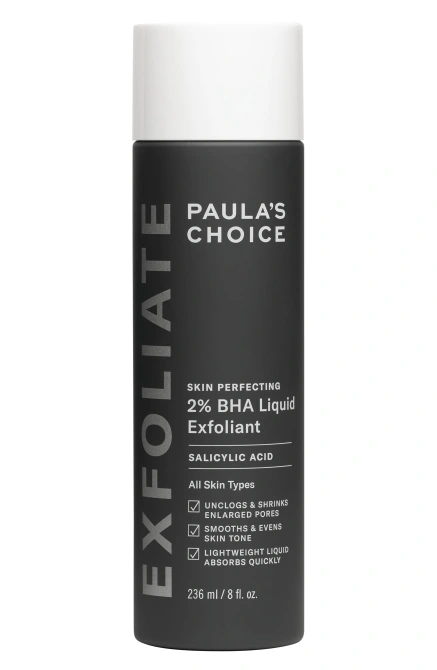 EXFOLIATE
PAULA'S
CHOICE
SKIN PERFECTING
2% BHA Liquid
Exfoliant
SALICYLIC ACID
All Skin Types
☑ UNCLOGS & SHRINKS
ENLARGED PORES
☑ SMOOTHS & EVENS
SKIN TONE
☑ LIGHTWEIGHT LIQUID
ABSORBS QUICKLY
236 ml / 8 fl. oz.